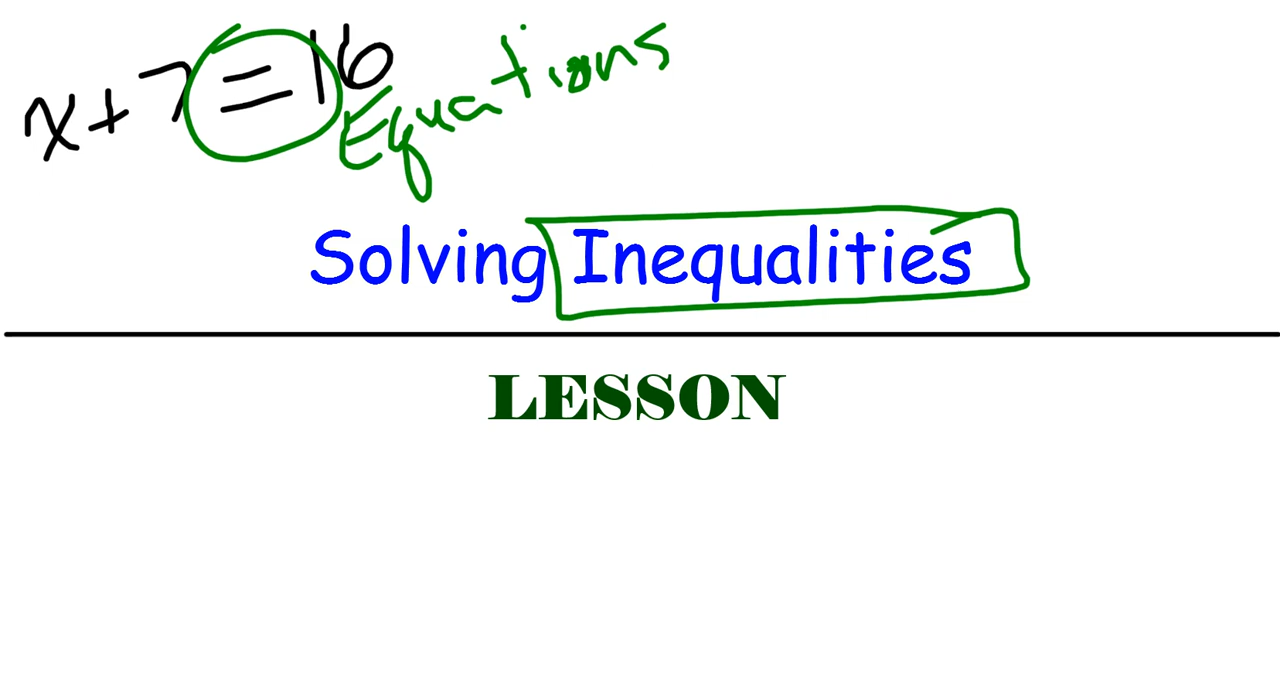 x + 7 = 16
Equations
Solving Inequalities
LESSON